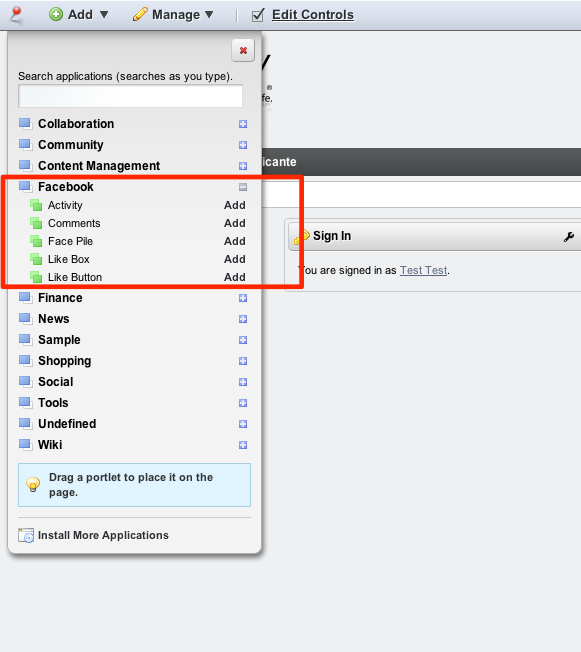 Add Manage Edit Controls
Search applications (searches as you type).
®
fe.
Collaboration
Community
Content Management
icante
Facebook
Activity Add
Comments Add
Face Pile Add
Like Box Add
Like Button Add
Sign In
You are signed in as Test Test.
Finance
News
Sample
Shopping
Social
Tools
Undefined
Wiki
Drag a portlet to place it on the
page.
Install More Applications